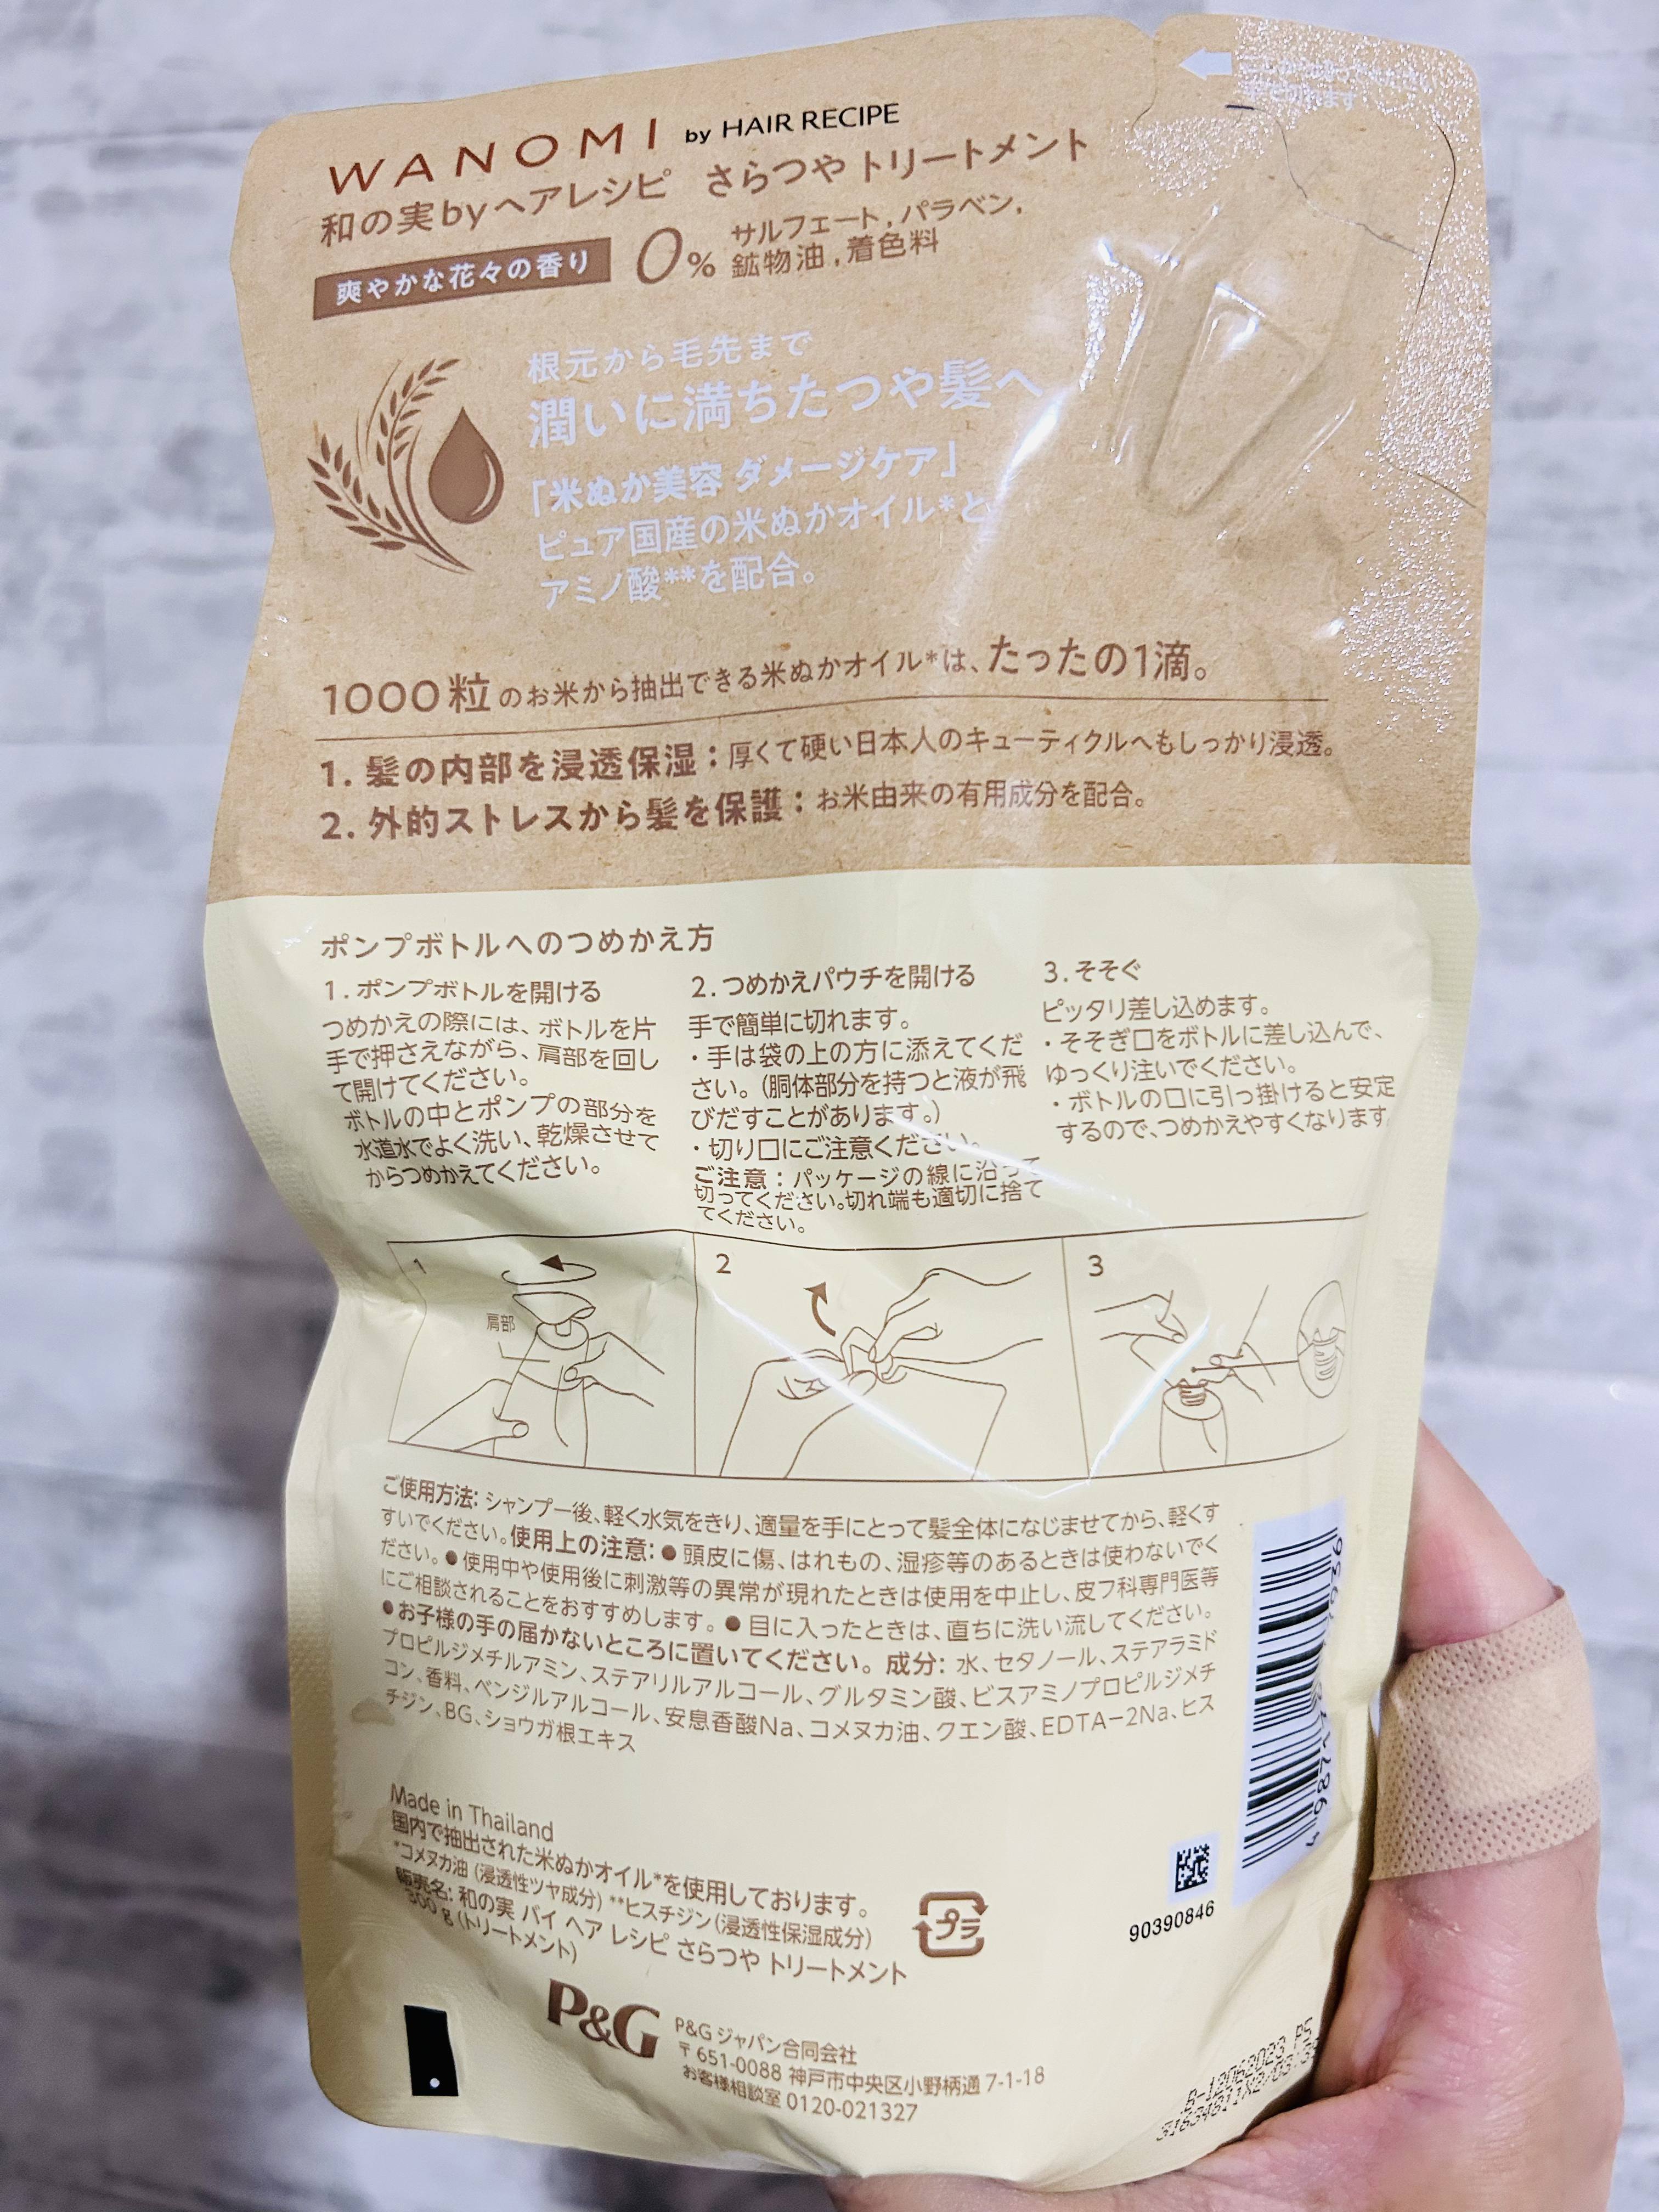 WANOMI by HAIR RECIPE
和の実byヘアレシピ さらつや トリートメント
爽やかな花々の香り
0% サルフェート,パラベン,
鉱物油,着色料
根元から毛先まで
潤いに満ちたつや髪へ
「米ぬか美容 ダメージケア」
ピュア国産の米ぬかオイル*と
アミノ酸**を配合。
1000粒のお米から抽出できる米ぬかオイル*は、たったの1滴。
1. 髪の内部を浸透保湿：厚くて硬い日本人のキューティクルへもしっかり浸透。
2. 外的ストレスから髪を保護：お米由来の有用成分を配合。
ポンプボトルへのつめかえ方
1.ポンプボトルを開ける
つめかえの際には、ボトルを片
手で押さえながら、肩部を回し
て開けてください。
ボトルの中とポンプの部分を
水道水でよく洗い、乾燥させて
からつめかえてください。
2.つめかえパウチを開ける
手で簡単に切れます。
・手は袋の上の方に添えてくだ
さい。(胴体部分を持つと液が飛
びだすことがあります。)
・切り口にご注意ください。
ご注意：パッケージの線に沿って
切ってください。切れ端も適切に捨て
てください。
3.そそぐ
ピッタリ差し込めます。
・そそぎ口をボトルに差し込んで、
ゆっくり注いでください。
・ボトルの口に引っ掛けると安定
するので、つめかえやすくなります
1
肩部
2
3
ご使用方法: シャンプー後、軽く水気をきり、適量を手にとって髪全体になじませてから、軽くす
すいでください。使用上の注意: ●頭皮に傷、はれもの、湿疹等のあるときは使わないでく
ださい。●使用中や使用後に刺激等の異常が現れたときは使用を中止し、皮フ科専門医等
にご相談されることをおすすめします。●目に入ったときは、直ちに洗い流してください。
●お子様の手の届かないところに置いてください。成分: 水、セタノール、ステアラミド
プロピルジメチルアミン、ステアリルアルコール、グルタミン酸、ビスアミノプロピルジメチ
コン、香料、ベンジルアルコール、安息香酸Na、コメヌカ油、クエン酸、EDTA-2Na、ヒス
チジン、BG、ショウガ根エキス
Made in Thailand
国内で抽出された米ぬかオイル*を使用しております。
*コメヌカ油 (浸透性ツヤ成分) **ヒスチジン(浸透性保湿成分)
販売名: 和の実 バイ ヘア レシピ さらつや トリートメント
300 g (トリートメント)
プラ
90390846
P&G
P&G ジャパン合同会社
〒651-0088 神戸市中央区小野柄通 7-1-18
お客様相談室 0120-021327